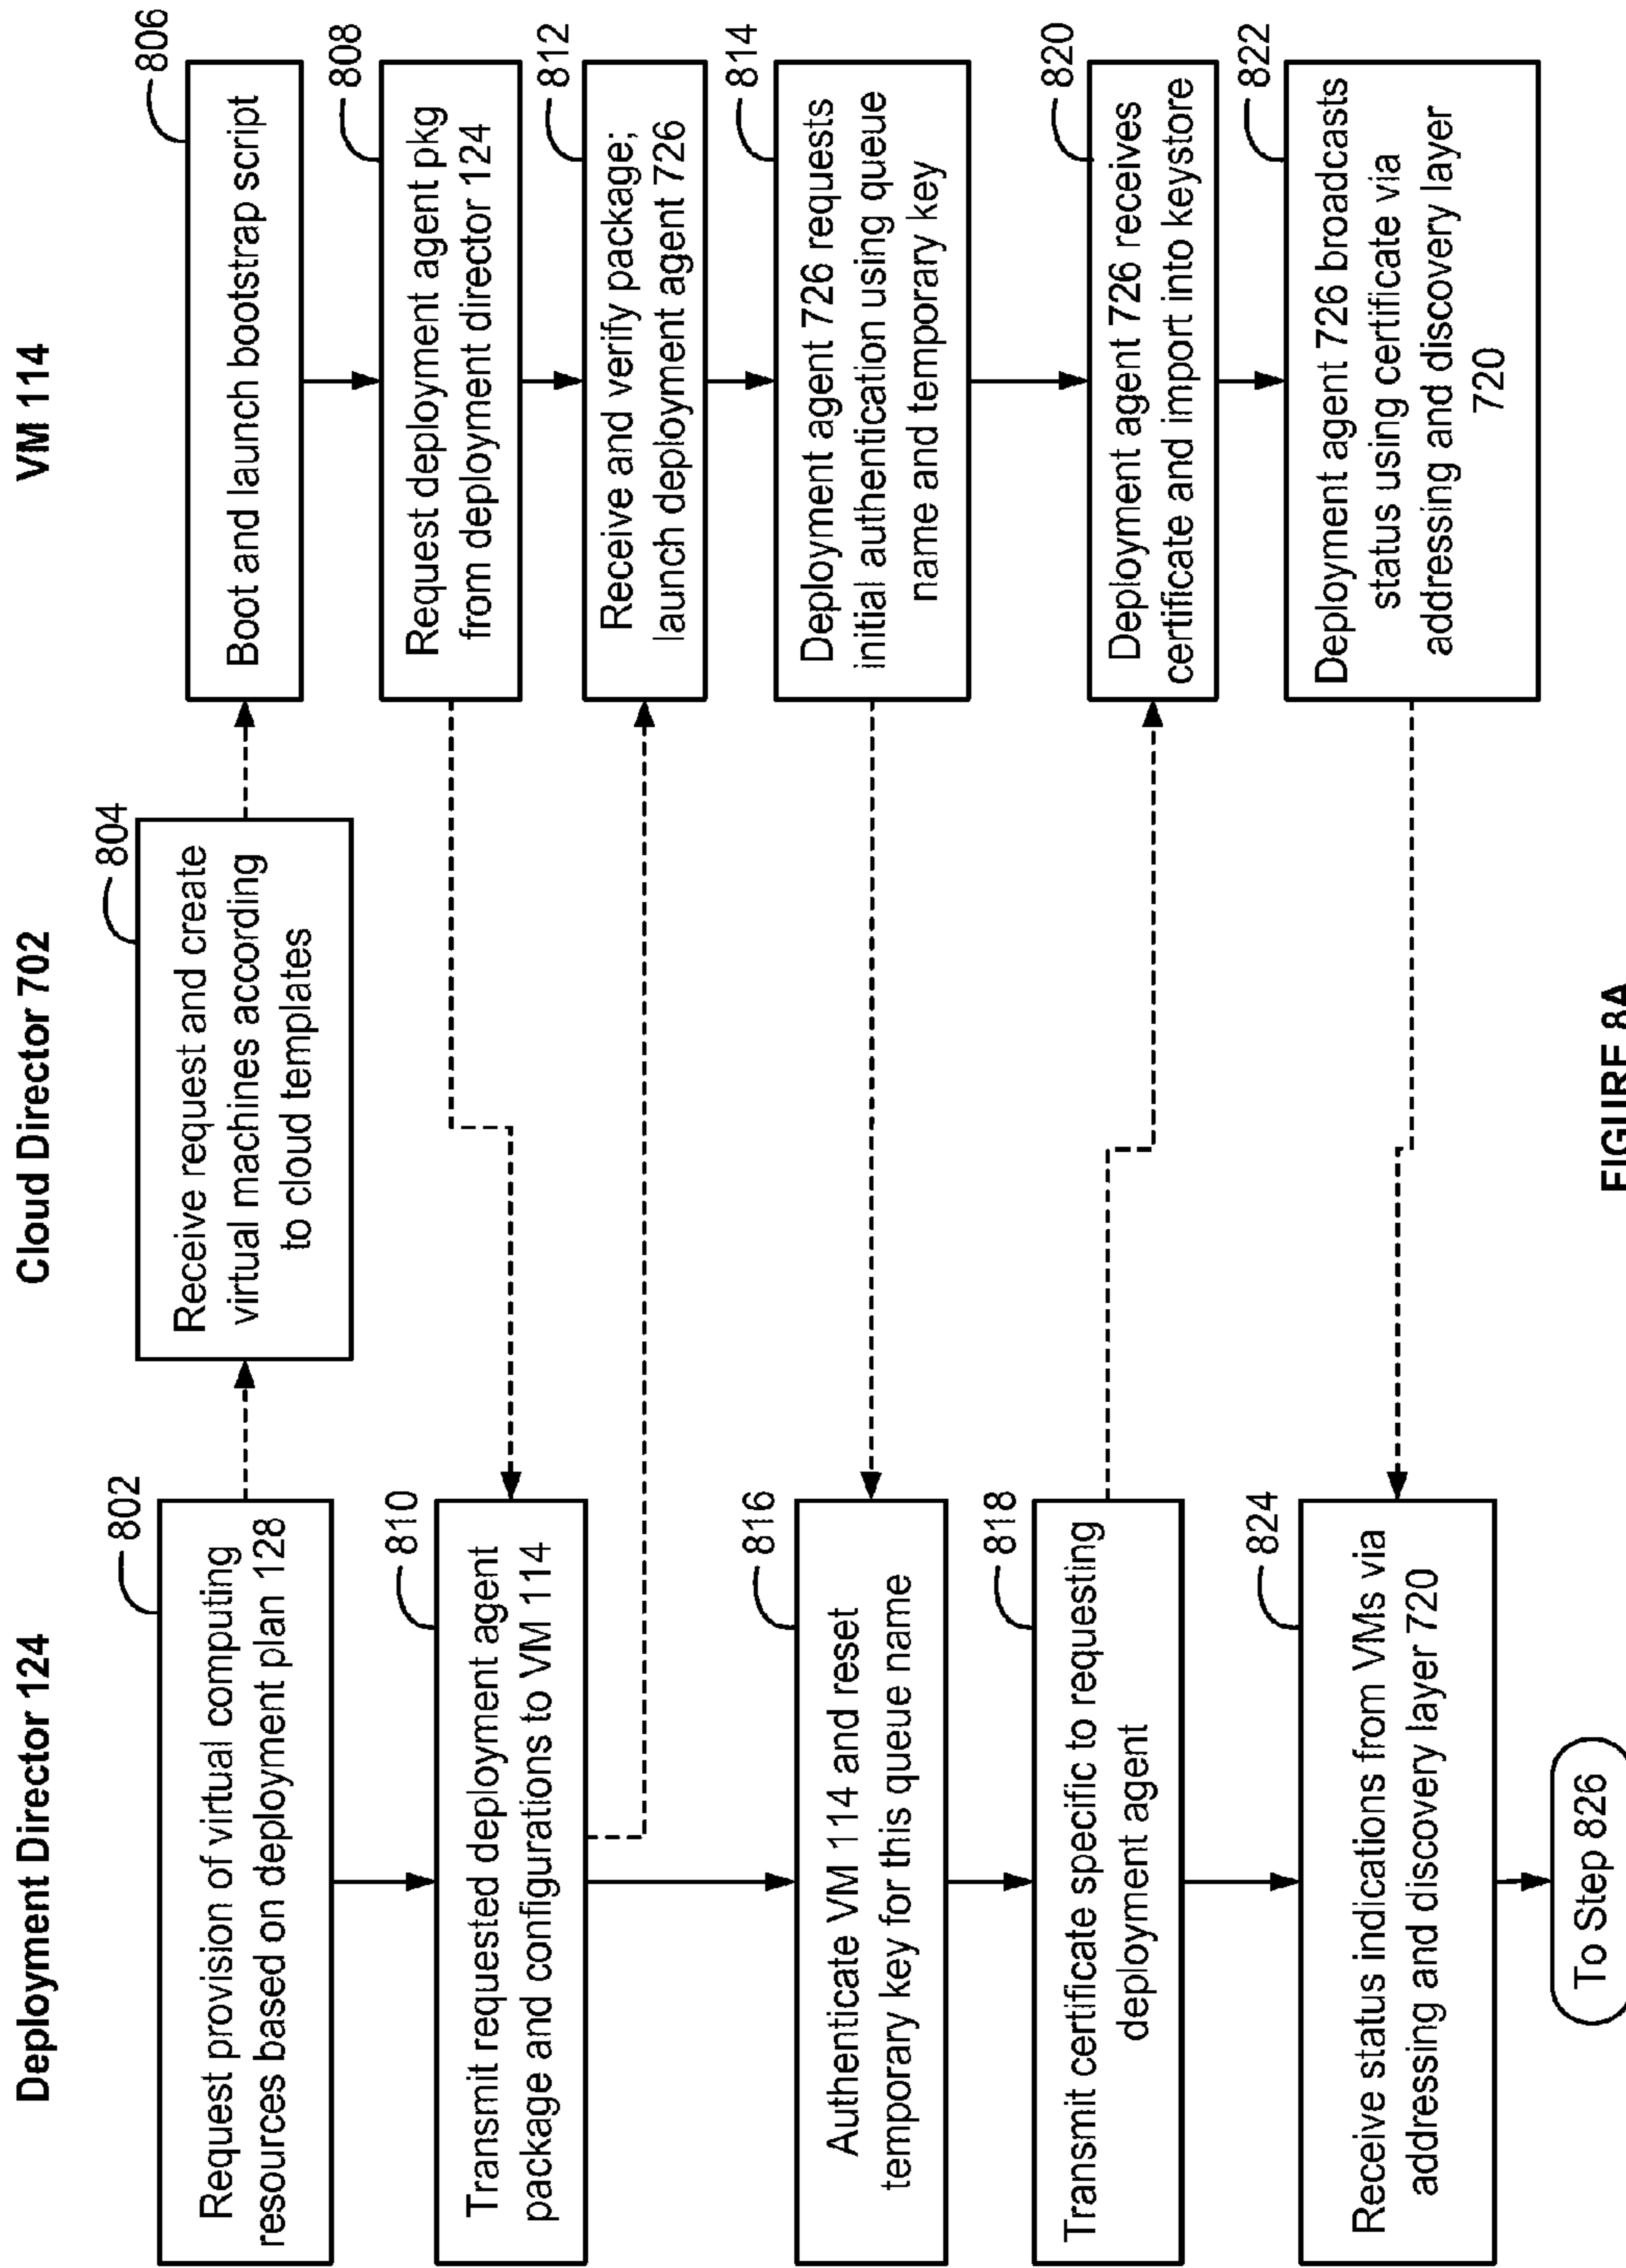 Deployment Director 124
Cloud Director 702
VM 114
802
Request provision of virtual computing
resources based on deployment plan 128
804
Receive request and create
virtual machines according
to cloud templates
806
Boot and launch bootstrap script
808
Request deployment agent pkg
from deployment director 124
810
Transmit requested deployment agent
package and configurations to VM 114
812
Receive and verify package;
launch deployment agent 726
814
Deployment agent 726 requests
initial authentication using queue
name and temporary key
816
Authenticate VM 114 and reset
temporary key for this queue name
818
Transmit certificate specific to requesting
deployment agent
820
Deployment agent 726 receives
certificate and import into keystore
822
Deployment agent 726 broadcasts
status using certificate via
addressing and discovery layer
720
824
Receive status indications from VMs via
addressing and discovery layer 720
To Step 826
FIGURE 8A